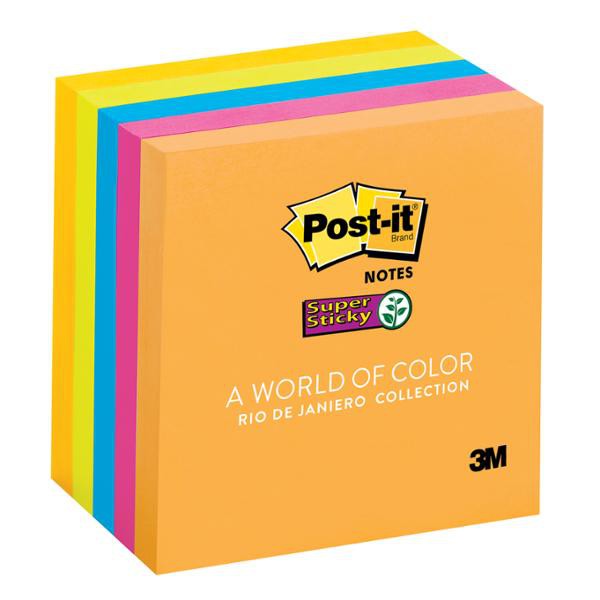 Post-it®
Brand
NOTES
Super
Sticky
A WORLD OF COLOR
RIO DE JANIERO COLLECTION
3M